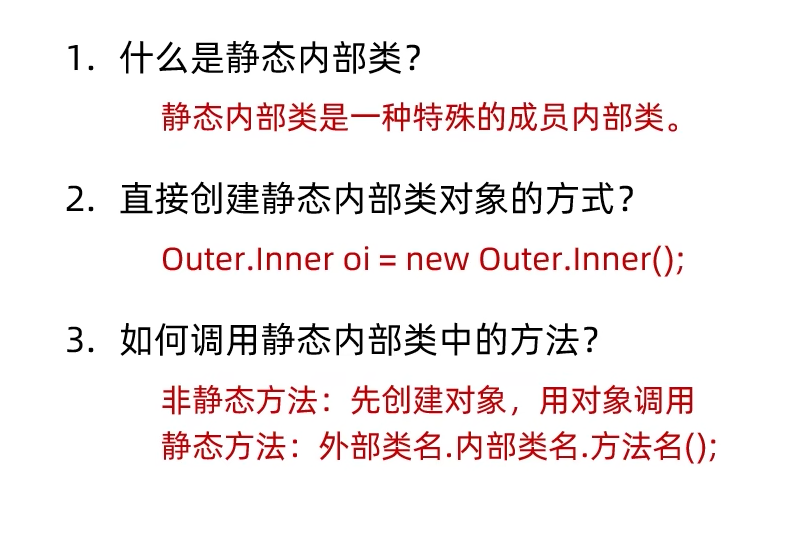 1. 什么是静态内部类？
静态内部类是一种特殊的成员内部类。
2. 直接创建静态内部类对象的方式？
Outer.Inner oi = new Outer.Inner();
3. 如何调用静态内部类中的方法？
非静态方法：先创建对象，用对象调用
静态方法：外部类名.内部类名.方法名();